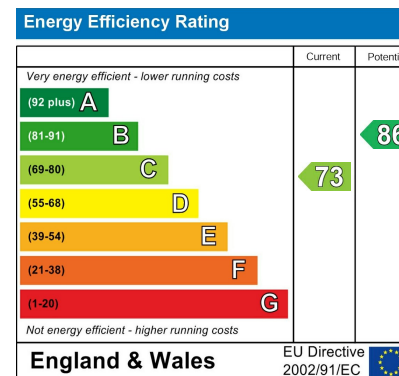 Energy Efficiency Rating
Current Potenti
Very energy efficient - lower running costs
(92 plus) A
(81-91) B 86
(69-80) C 73
(55-68) D
(39-54) E
(21-38) F
(1-20) G
Not energy efficient - higher running costs
England & Wales
EU Directive
2002/91/EC